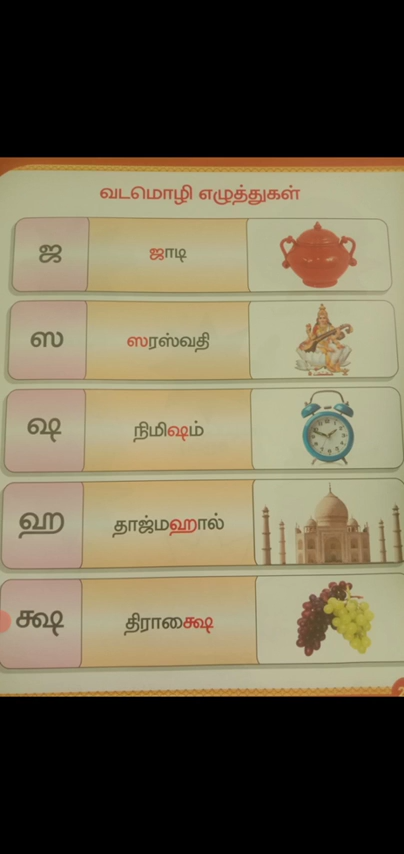 வடமொழி எழுத்துகள்
ஜ ஜாடி
ஸ ஸரஸ்வதி
ஷ நிமிஷம்
ஹ தாஜ்மஹால்
க்ஷ திராக்ஷை